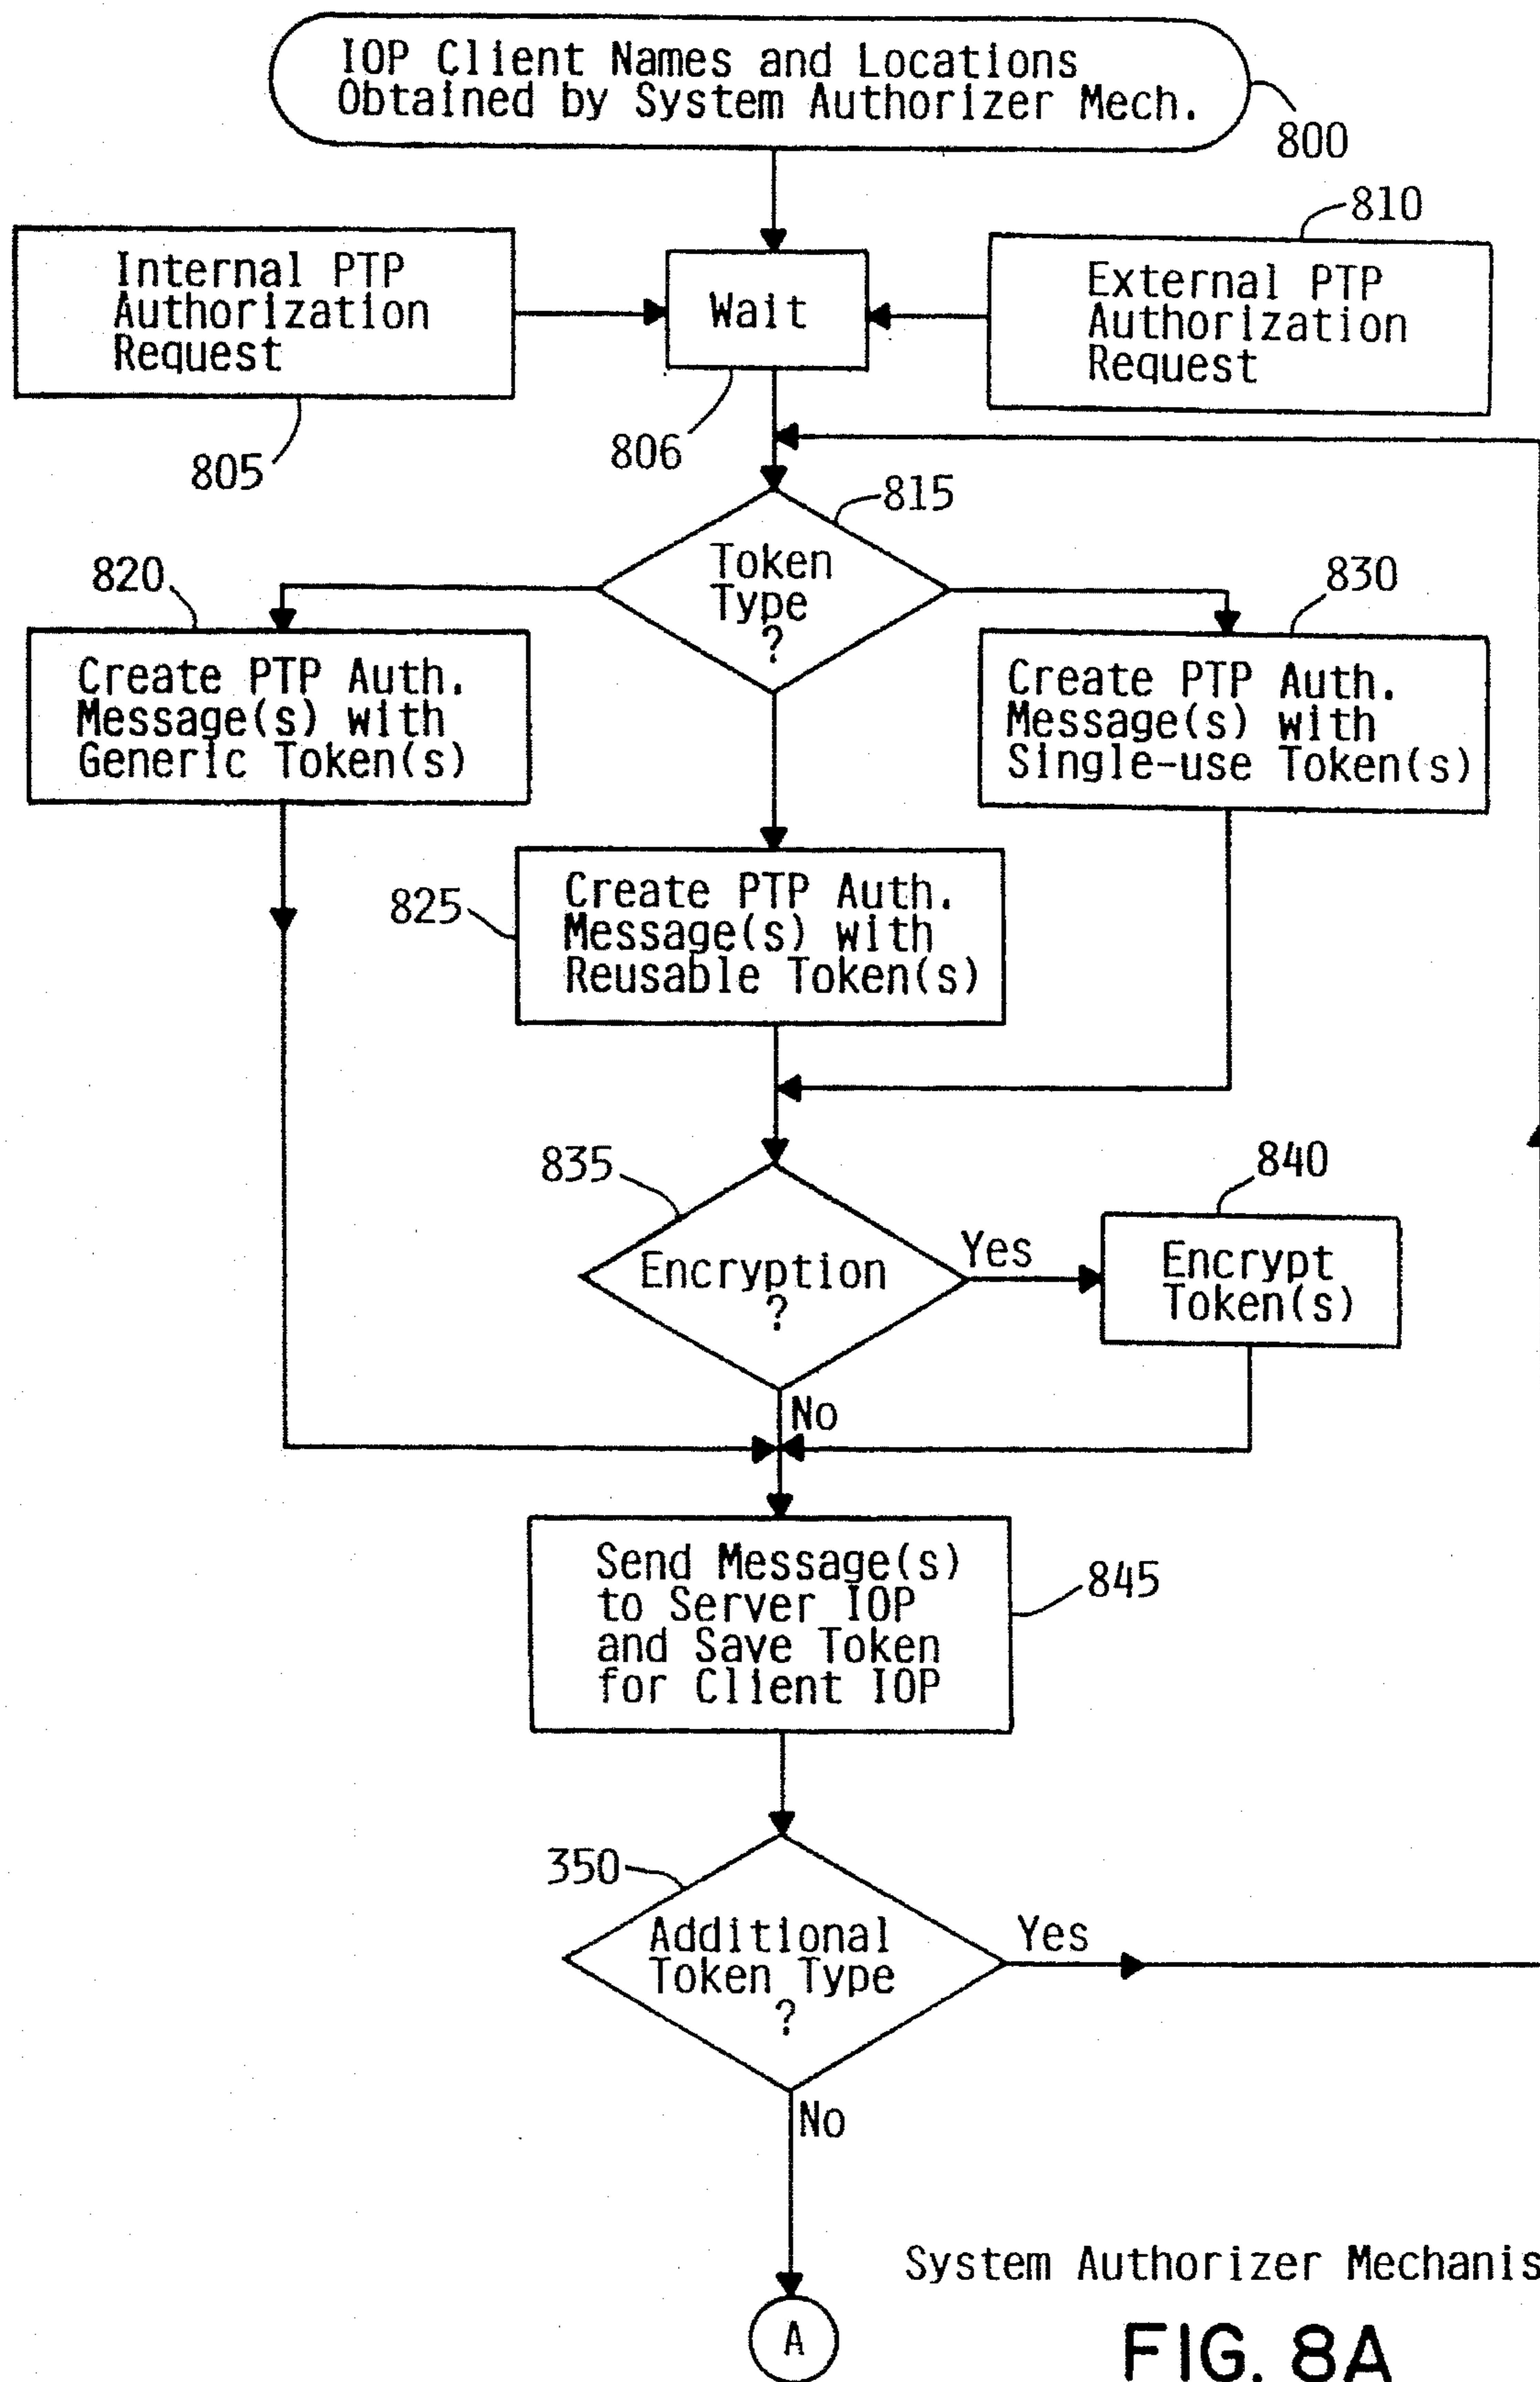 IOP Client Names and Locations
Obtained by System Authorizer Mech.
800
810
Internal PTP
Authorization
Request
Wait
External PTP
Authorization
Request
805
806
815
Token
Type
?
820
830
Create PTP Auth.
Message(s) with
Generic Token(s)
Create PTP Auth.
Message(s) with
Single-use Token(s)
825
Create PTP Auth.
Message(s) with
Reusable Token(s)
835
840
Encryption
?
Yes
Encrypt
Token(s)
No
Send Message(s)
to Server IOP
and Save Token
for Client IOP
845
350
Additional
Token Type
?
Yes
No
System Authorizer Mechanis
A
FIG. 8A